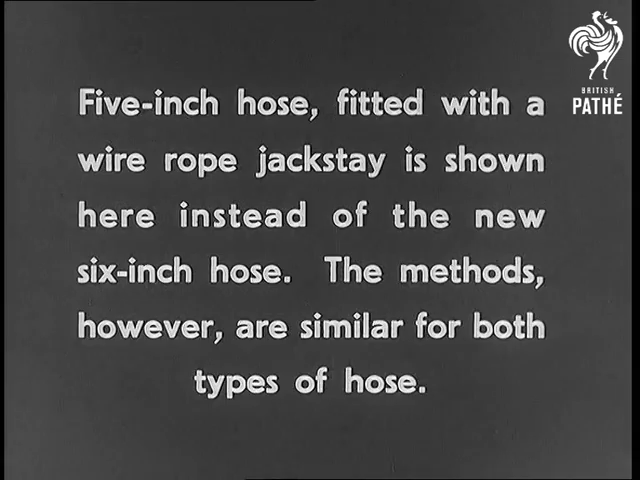 BRITISH
PATHÉ
Five-inch hose, fitted with a
wire rope jackstay is shown
here instead of the new
six-inch hose. The methods,
however, are similar for both
types of hose.